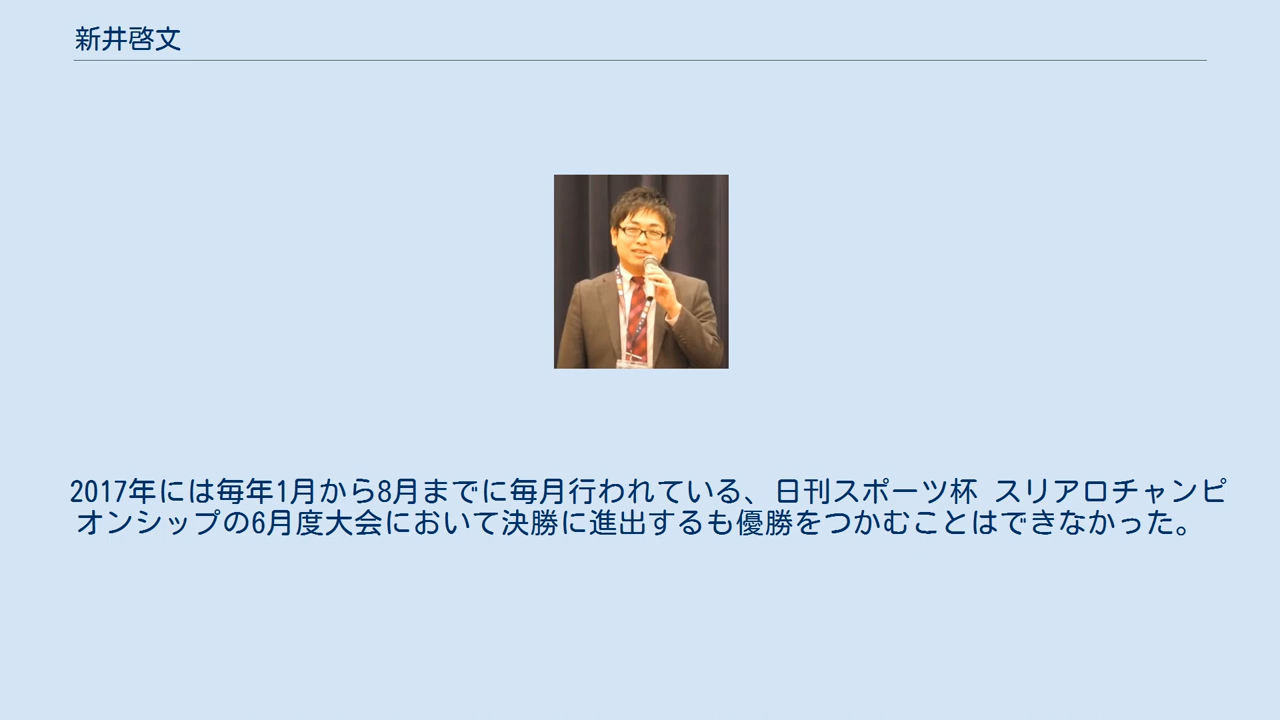 新井啓文
2017年には毎年1月から8月までに毎月行われている、日刊スポーツ杯 スリアロチャンピ
オンシップの6月度大会において決勝に進出するも優勝をつかむことはできなかった。